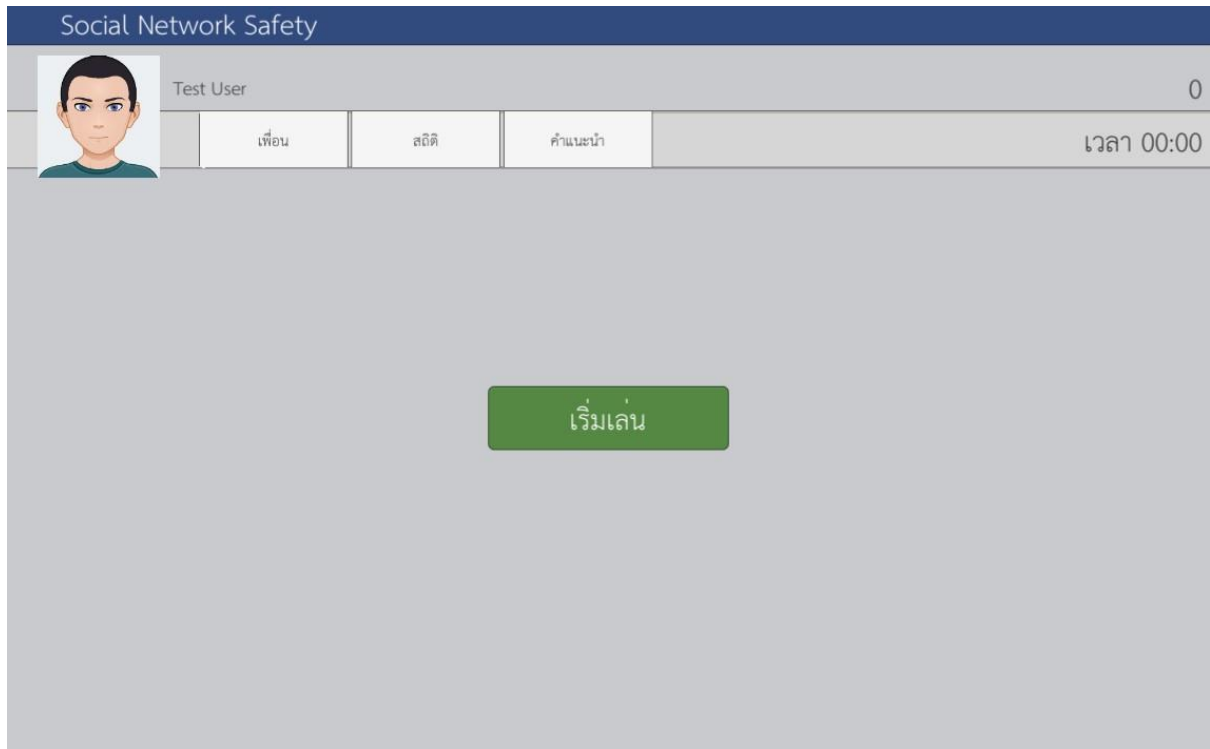 Social Network Safety
Test User
0
เพื่อน
สถิติ
คำแนะนำ
เวลา 00:00
เริ่มเล่น